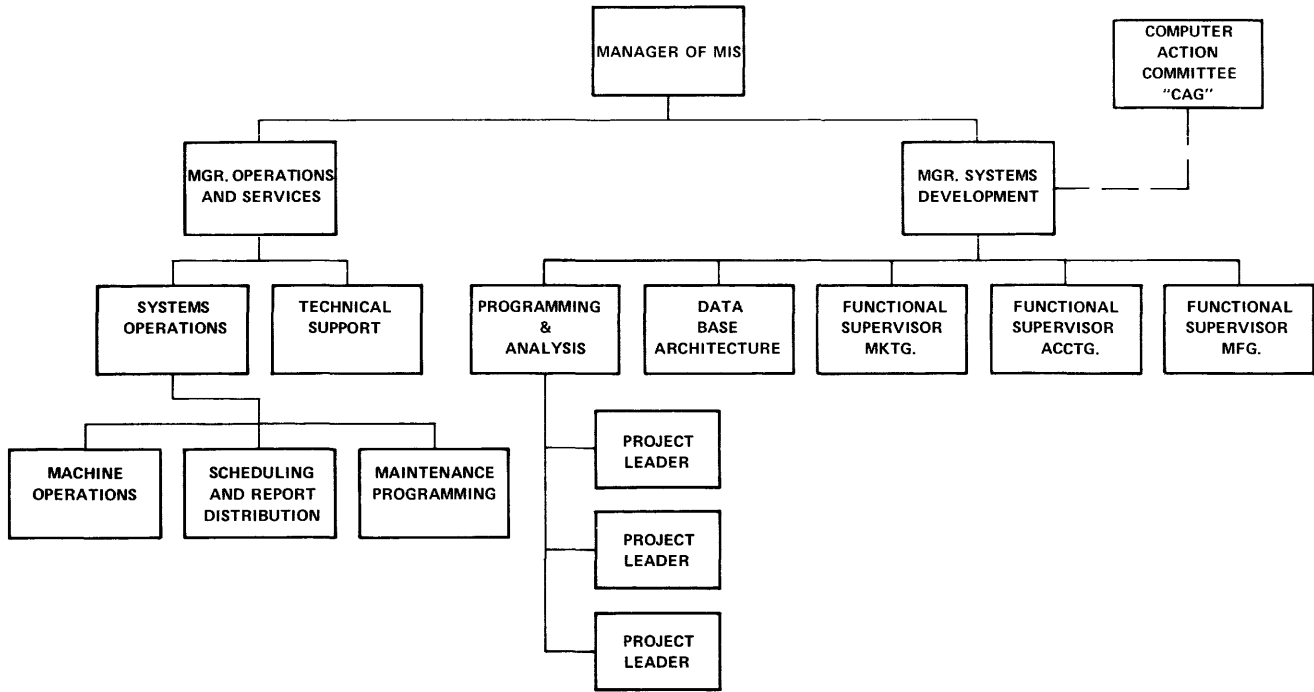 MANAGER OF MIS
COMPUTER
ACTION
COMMITTEE
"CAG"
MGR. OPERATIONS
AND SERVICES
MGR. SYSTEMS
DEVELOPMENT
SYSTEMS
OPERATIONS
TECHNICAL
SUPPORT
PROGRAMMING
&
ANALYSIS
DATA
BASE
ARCHITECTURE
FUNCTIONAL
SUPERVISOR
MKTG.
FUNCTIONAL
SUPERVISOR
ACCTG.
FUNCTIONAL
SUPERVISOR
MFG.
MACHINE
OPERATIONS
SCHEDULING
AND REPORT
DISTRIBUTION
MAINTENANCE
PROGRAMMING
PROJECT
LEADER
PROJECT
LEADER
PROJECT
LEADER